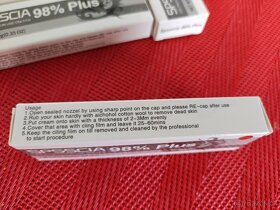 SCIA 98% Plus
Usage
1.Open sealed nozzel by using sharp point on the cap and please RE-cap after use
2.Rub your skin hardly with alchohol cotton wool to remove dead skin.
3.Put cream onto skin with a thickness of 2~3Mm evenly
4.Cover that area with cling film and leave it 25~60mins
5.Keep the cling film on till removed and cleaned by the professional
to start procedure
SCIA 98% Plus